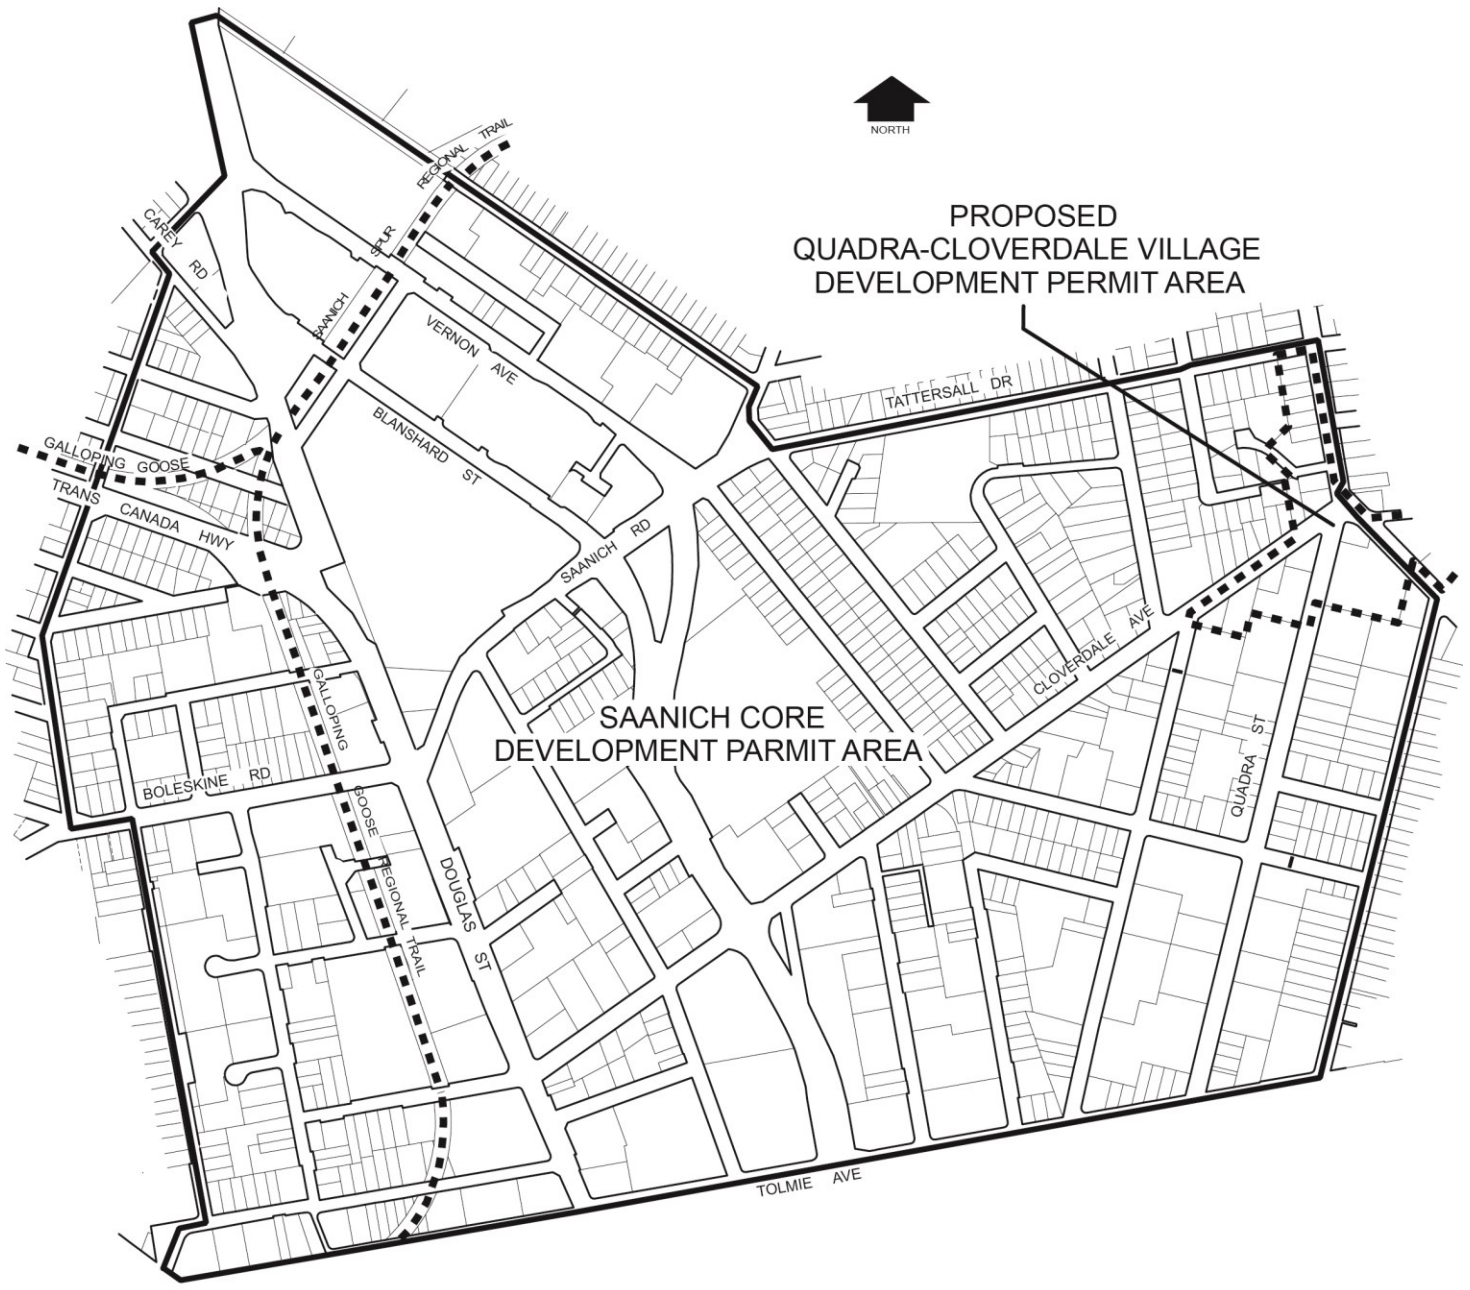 NORTH
REGIONAL TRAIL
SPUR
SAANICH
CAREY
RD
PROPOSED
QUADRA-CLOVERDALE VILLAGE
DEVELOPMENT PERMIT AREA
VERNON AVE
TATTERSALL DR
BLANSHARD ST
GALLOPING GOOSE
TRANS
CANADA HWY
SAANICH RD
CLOVERDALE AVE
GALLOPING
SAANICH CORE
DEVELOPMENT PARMIT AREA
QUADRA ST
BOLESKINE RD
GOOSE
REGIONAL TRAIL
DOUGLAS
ST
TOLMIE AVE